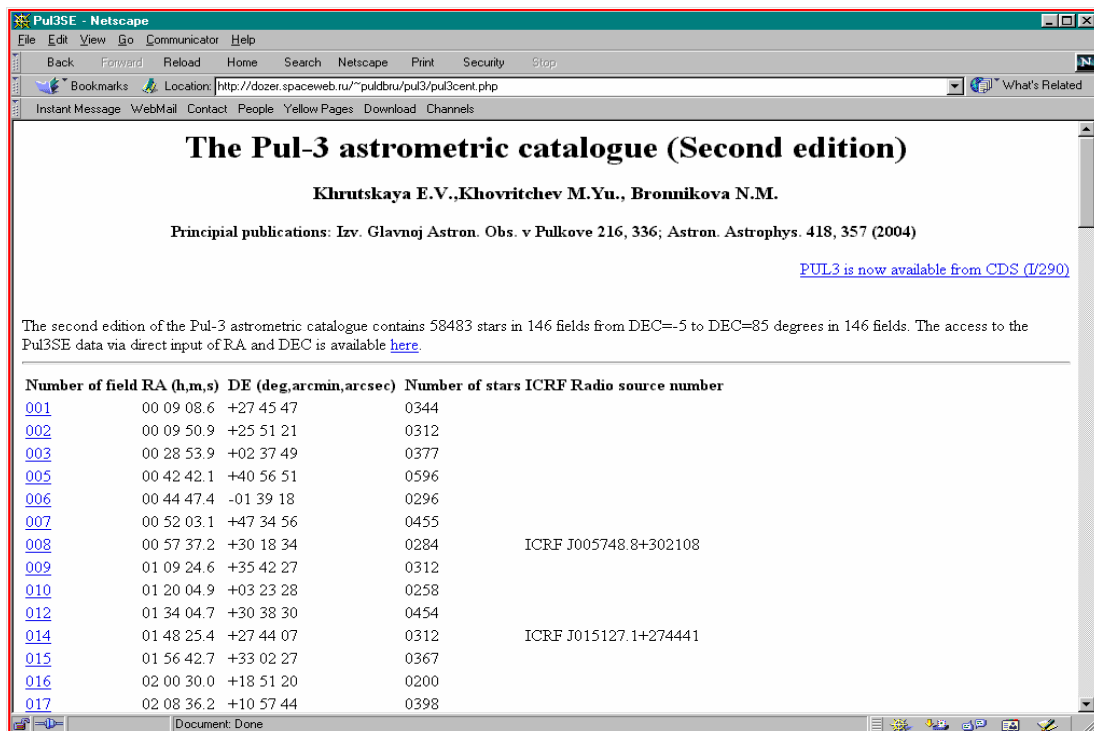 Pul3SE - Netscape
File Edit View Go Communicator Help
Back Forward Reload Home Search Netscape Print Security Stop
N
Bookmarks Location: http://dozer.spaceweb.ru/~puldbru/pul3/pul3cent.php What's Related
Instant Message WebMail Contact People Yellow Pages Download Channels
The Pul-3 astrometric catalogue (Second edition)
Khrutskaya E.V.,Khovritchev M.Yu., Bronnikova N.M.
Principial publications: Izv. Glavnoj Astron. Obs. v Pulkove 216, 336; Astron. Astrophys. 418, 357 (2004)
PUL3 is now available from CDS (I/290)
The second edition of the Pul-3 astrometric catalogue contains 58483 stars in 146 fields from DEC=-5 to DEC=85 degrees in 146 fields. The access to the
Pul3SE data via direct input of RA and DEC is available here.
Number of field RA (h,m,s) DE (deg,arcmin,arcsec) Number of stars ICRF Radio source number
001 00 09 08.6 +27 45 47 0344
002 00 09 50.9 +25 51 21 0312
003 00 28 53.9 +02 37 49 0377
005 00 42 42.1 +40 56 51 0596
006 00 44 47.4 -01 39 18 0296
007 00 52 03.1 +47 34 56 0455
008 00 57 37.2 +30 18 34 0284 ICRF J005748.8+302108
009 01 09 24.6 +35 42 27 0312
010 01 20 04.9 +03 23 28 0258
012 01 34 04.7 +30 38 30 0454
014 01 48 25.4 +27 44 07 0312 ICRF J015127.1+274441
015 01 56 42.7 +33 02 27 0367
016 02 00 30.0 +18 51 20 0200
017 02 08 36.2 +10 57 44 0398
Document: Done